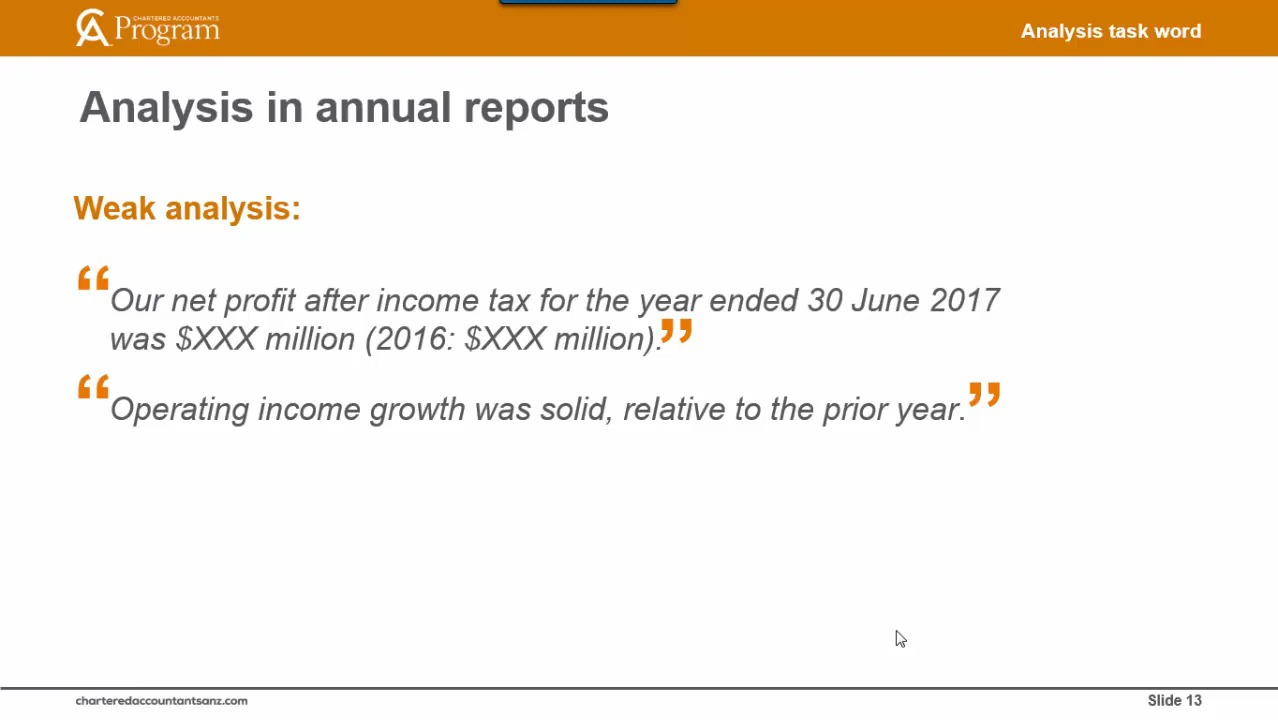 CHARTERED ACCOUNTANTS
CA Program
Analysis task word
Analysis in annual reports
Weak analysis:
“Our net profit after income tax for the year ended 30 June 2017
was $XXX million (2016: $XXX million).”
“Operating income growth was solid, relative to the prior year.”
charteredaccountantsanz.com
Slide 13